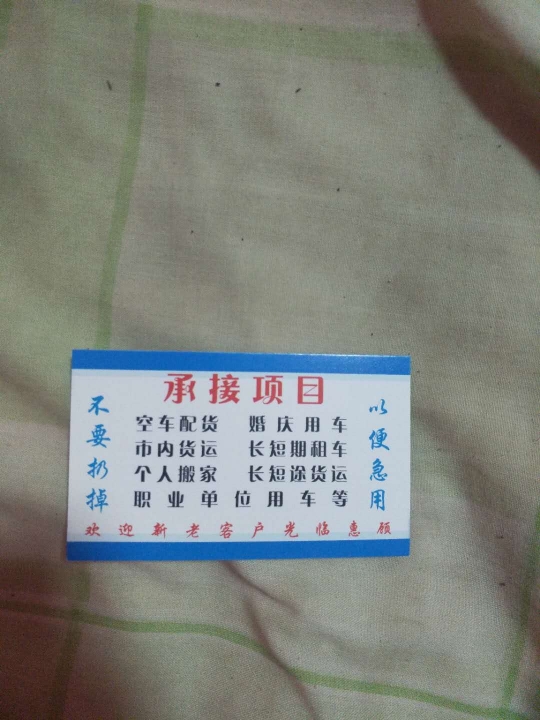 承接项目
不要扔掉
空车配货 婚庆用车
市内货运 长短期租车
个人搬家 长短途货运
职业单位用车等
以便急用
欢迎新老客户光临惠顾